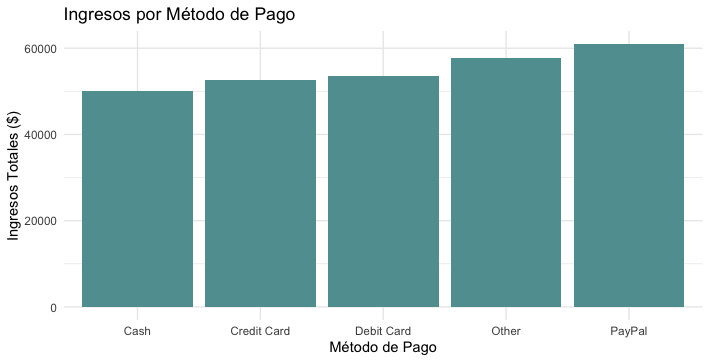 Ingresos por Método de Pago
Ingresos Totales ($)
60000
40000
20000
0
Cash Credit Card Debit Card Other PayPal
Método de Pago